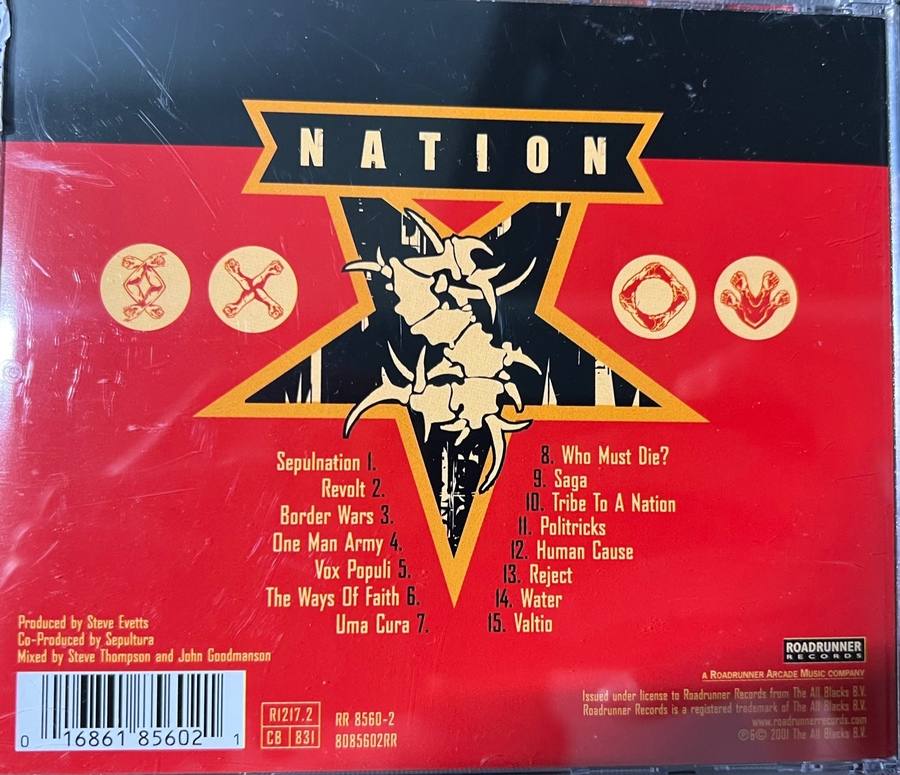 NATION
Sepulnation 1.
Revolt 2.
Border Wars 3.
One Man Army 4.
Vox Populi 5.
The Ways Of Faith 6.
Uma Cura 7.
8. Who Must Die?
9. Saga
10. Tribe To A Nation
11. Politricks
12. Human Cause
13. Reject
14. Water
15. Valtio
Produced by Steve Evetts
Co-Produced by Sepultura
Mixed by Steve Thompson and John Goodmanson
0 16861 85602 1
R1217.2
CB 831
RR 8560-2
8085602RR
ROADRUNNER
RECORDS
A ROADRUNNER ARCADE MUSIC COMPANY
Issued under license to Roadrunner Records from The All Blacks B.V.
Roadrunner Records is a registered trademark of The All Blacks B.V.
www.roadrunnerrecords.com
℗&© 2001 The All Blacks B.V.